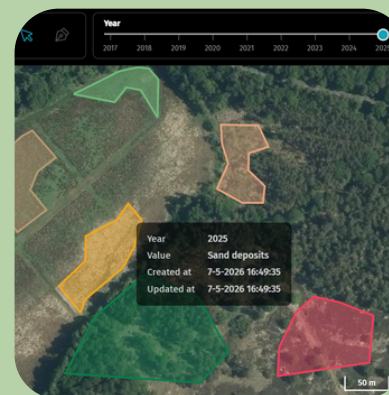 Year
2017 2018 2019 2020 2021 2022 2023 2024 2025
Year 2025
Value Sand deposits
Created at 7-5-2026 16:49:35
Updated at 7-5-2026 16:49:35
50 m